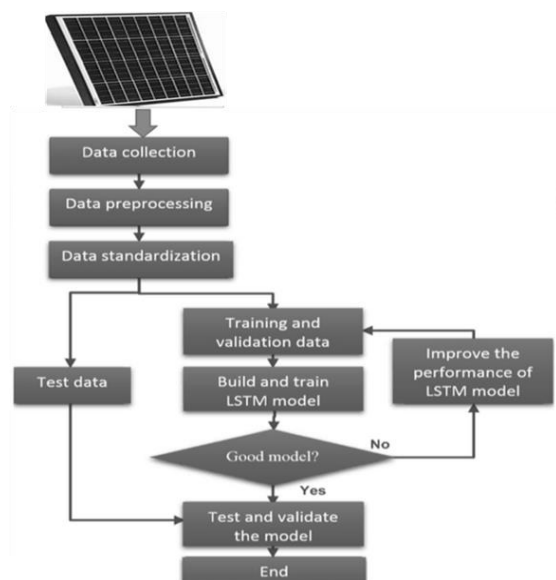 Data collection
Data preprocessing
Data standardization
Training and
validation data
Improve the
performance of
LSTM model
Test data
Build and train
LSTM model
Good model?
No
Yes
Test and validate
the model
End